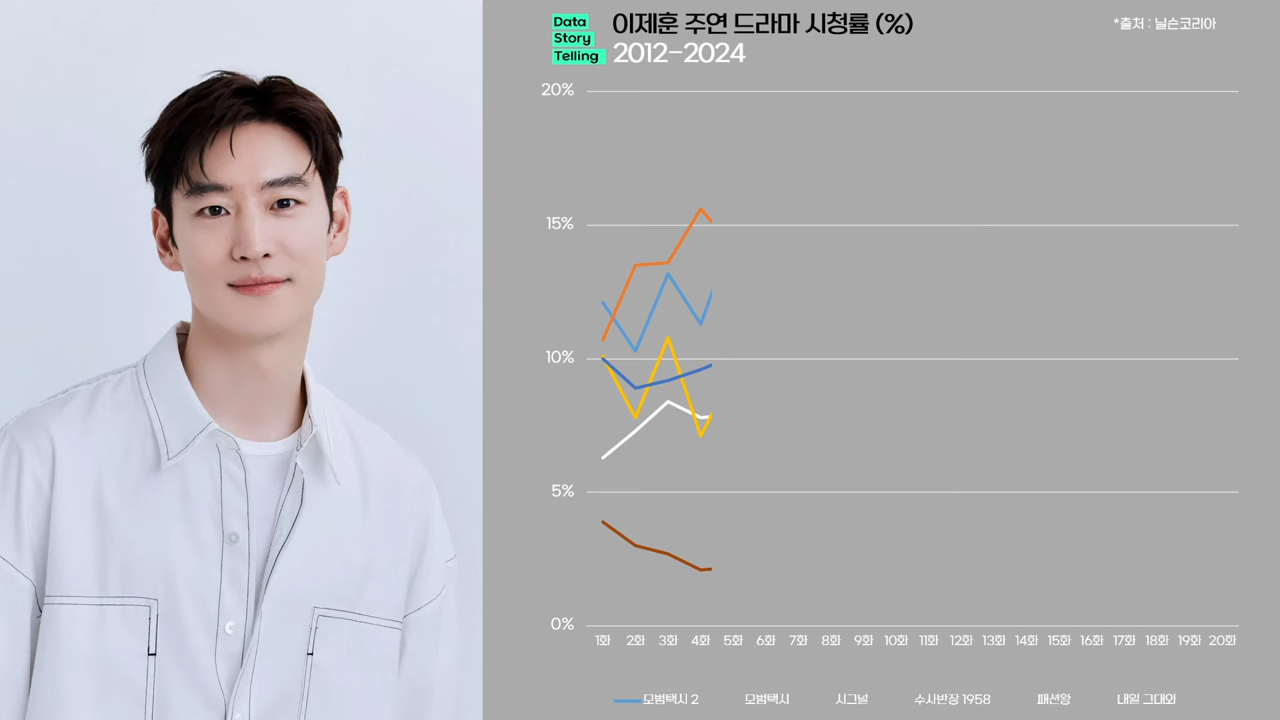 Data
Story
Telling
이제훈 주연 드라마 시청률 (%)
2012-2024
*출처 : 닐슨코리아
20%
15%
10%
5%
0%
1화 2화 3화 4화 5화 6화 7화 8화 9화 10화 11화 12화 13화 14화 15화 16화 17화 18화 19화 20화
모범택시 2 모범택시 시그널 수사반장 1958 패션왕 내일 그대와